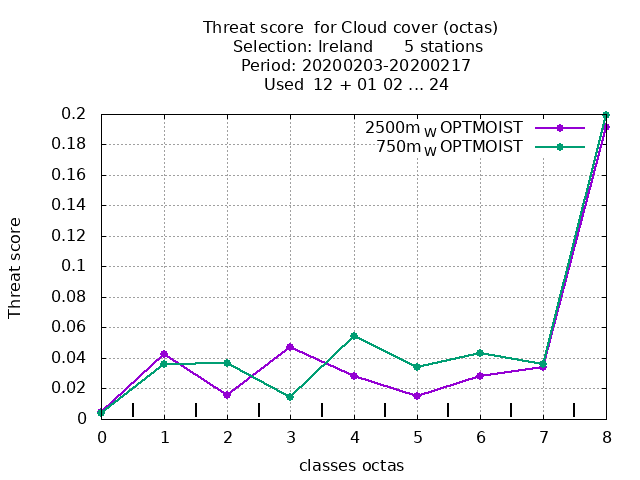 Threat score  for Cloud cover (octas)
Selection: Ireland      5 stations
Period: 20200203-20200217
Used  12 + 01 02 ... 24
2500m_W OPTMOIST
750m_W OPTMOIST
Threat score
0.2
0.18
0.16
0.14
0.12
0.1
0.08
0.06
0.04
0.02
0
0 1 2 3 4 5 6 7 8
classes octas